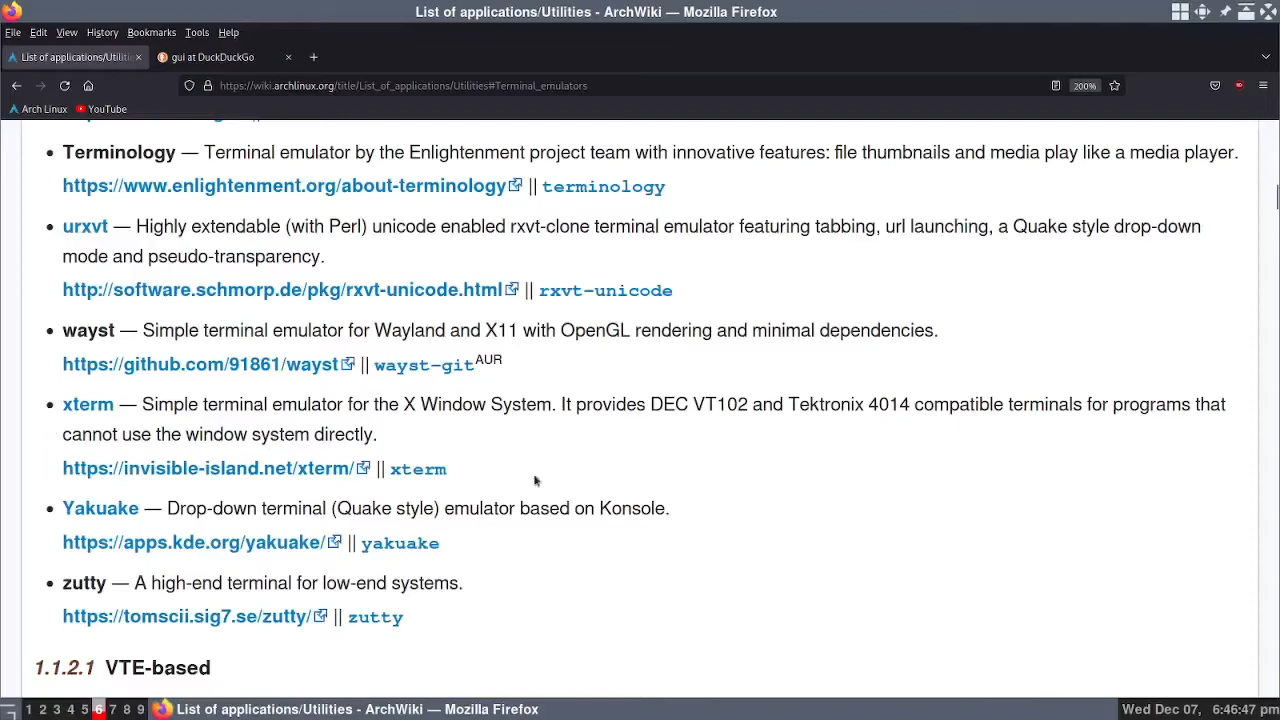 List of applications/Utilities - ArchWiki — Mozilla Firefox
File Edit View History Bookmarks Tools Help
List of applications/Utilitie
gui at DuckDuckGo
https://wiki.archlinux.org/title/List_of_applications/Utilities#Terminal_emulators
200%
Arch Linux YouTube
• Terminology — Terminal emulator by the Enlightenment project team with innovative features: file thumbnails and media play like a media player.
https://www.enlightenment.org/about-terminology || terminology
• urxvt — Highly extendable (with Perl) unicode enabled rxvt-clone terminal emulator featuring tabbing, url launching, a Quake style drop-down
mode and pseudo-transparency.
http://software.schmorp.de/pkg/rxvt-unicode.html || rxvt-unicode
• wayst — Simple terminal emulator for Wayland and X11 with OpenGL rendering and minimal dependencies.
https://github.com/91861/wayst || wayst-git AUR
• xterm — Simple terminal emulator for the X Window System. It provides DEC VT102 and Tektronix 4014 compatible terminals for programs that
cannot use the window system directly.
https://invisible-island.net/xterm/ || xterm
• Yakuake — Drop-down terminal (Quake style) emulator based on Konsole.
https://apps.kde.org/yakuake/ || yakuake
• zutty — A high-end terminal for low-end systems.
https://tomscii.sig7.se/zutty/ || zutty
1.1.2.1 VTE-based
1 2 3 4 5 6 7 8 9 List of applications/Utilities - ArchWiki — Mozilla Firefox Wed Dec 07, 6:46:47 pm